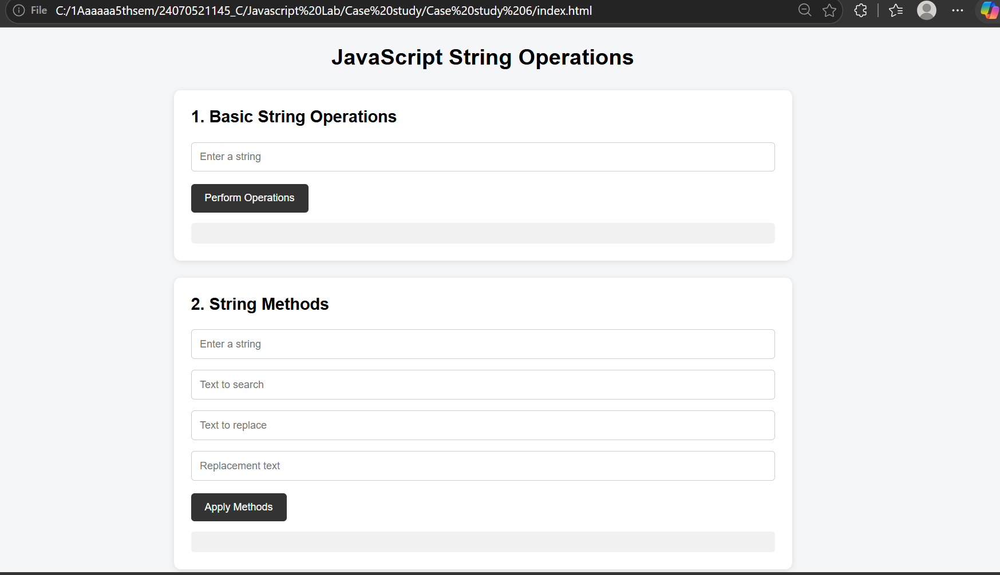 File C:/1Aaaaaa5thsem/24070521145_C/Javascript%20Lab/Case%20study/Case%20study%206/index.html
JavaScript String Operations
1. Basic String Operations
Enter a string
Perform Operations
2. String Methods
Enter a string
Text to search
Text to replace
Replacement text
Apply Methods